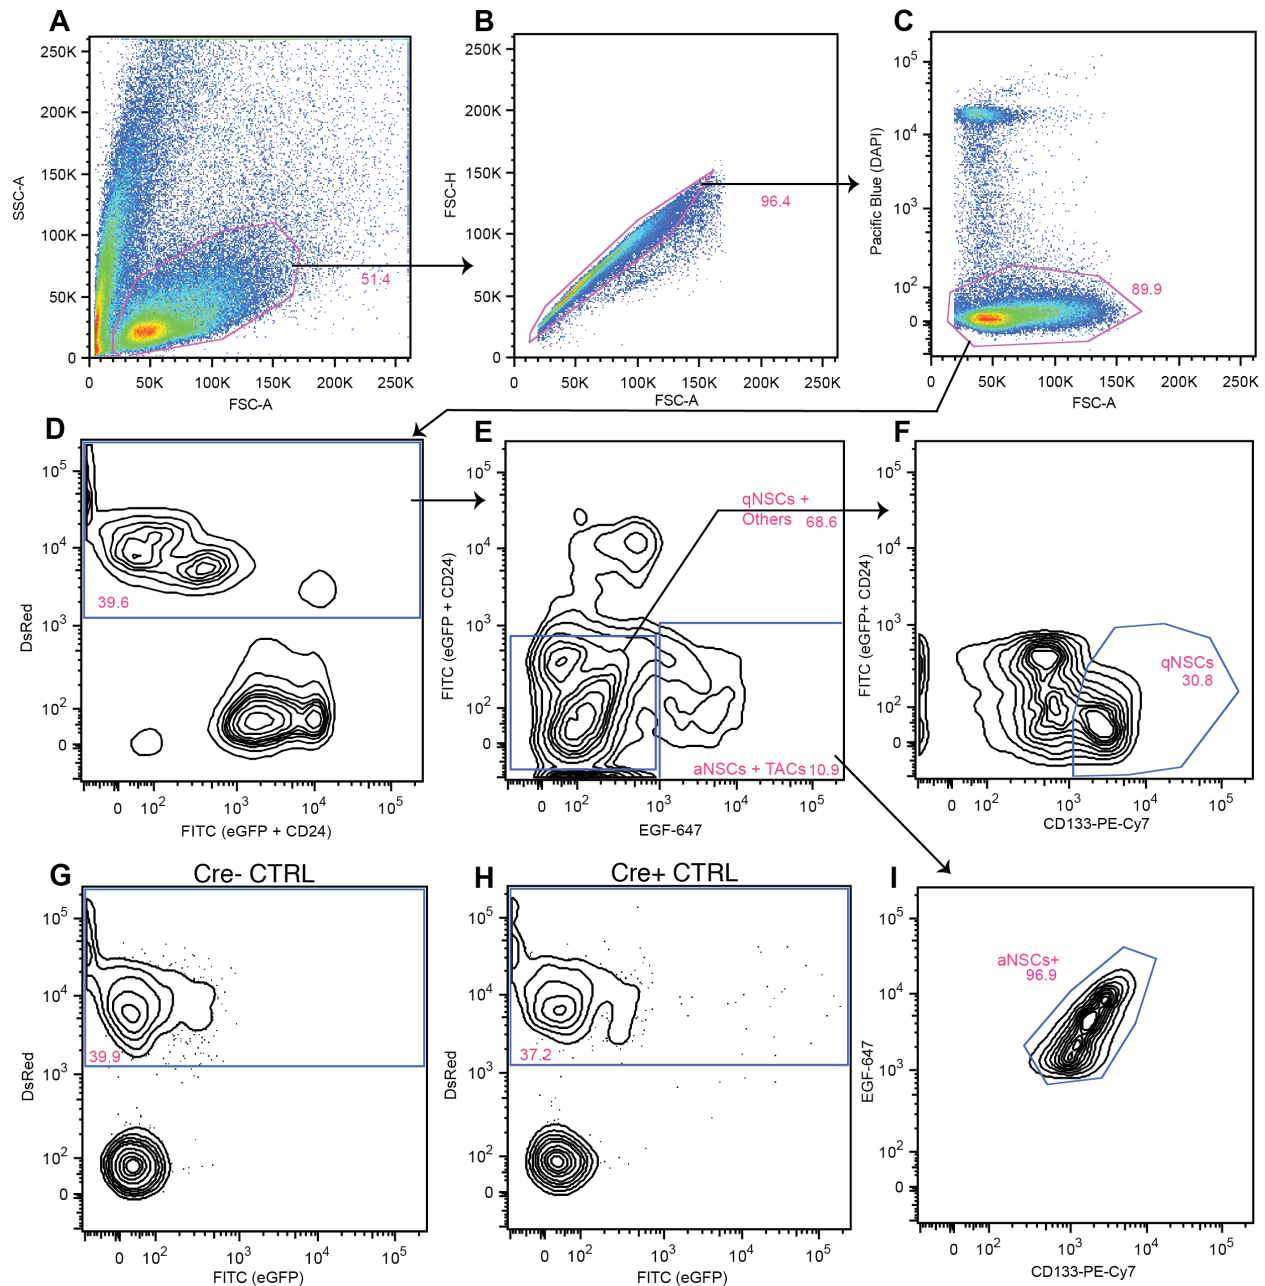 A
B
C
250K
200K
150K
100K
50K
0
SSC-A
51.4
0 50K 100K 150K 200K 250K
FSC-A
250K
200K
150K
100K
50K
0
FSC-H
96.4
0 50K 100K 150K 200K 250K
FSC-A
10^5
10^4
10^3
10^2
0
Pacific Blue (DAPI)
89.9
0 50K 100K 150K 200K 250K
FSC-A
D
E
F
10^5
10^4
10^3
10^2
0
DsRed
39.6
0 10^2 10^3 10^4 10^5
FITC (eGFP + CD24)
10^5
10^4
10^3
10^2
0
FITC (eGFP + CD24)
qNSCs +
Others 68.6
aNSCs + TACs 10.9
0 10^2 10^3 10^4 10^5
EGF-647
10^5
10^4
10^3
10^2
0
FITC (eGFP+ CD24)
qNSCs
30.8
0 10^2 10^3 10^4 10^5
CD133-PE-Cy7
G
Cre- CTRL
H
Cre+ CTRL
I
10^5
10^4
10^3
10^2
0
DsRed
39.9
0 10^2 10^3 10^4 10^5
FITC (eGFP)
10^5
10^4
10^3
10^2
0
DsRed
37.2
0 10^2 10^3 10^4 10^5
FITC (eGFP)
10^5
10^4
10^3
10^2
0
EGF-647
aNSCs+
96.9
0 10^2 10^3 10^4 10^5
CD133-PE-Cy7